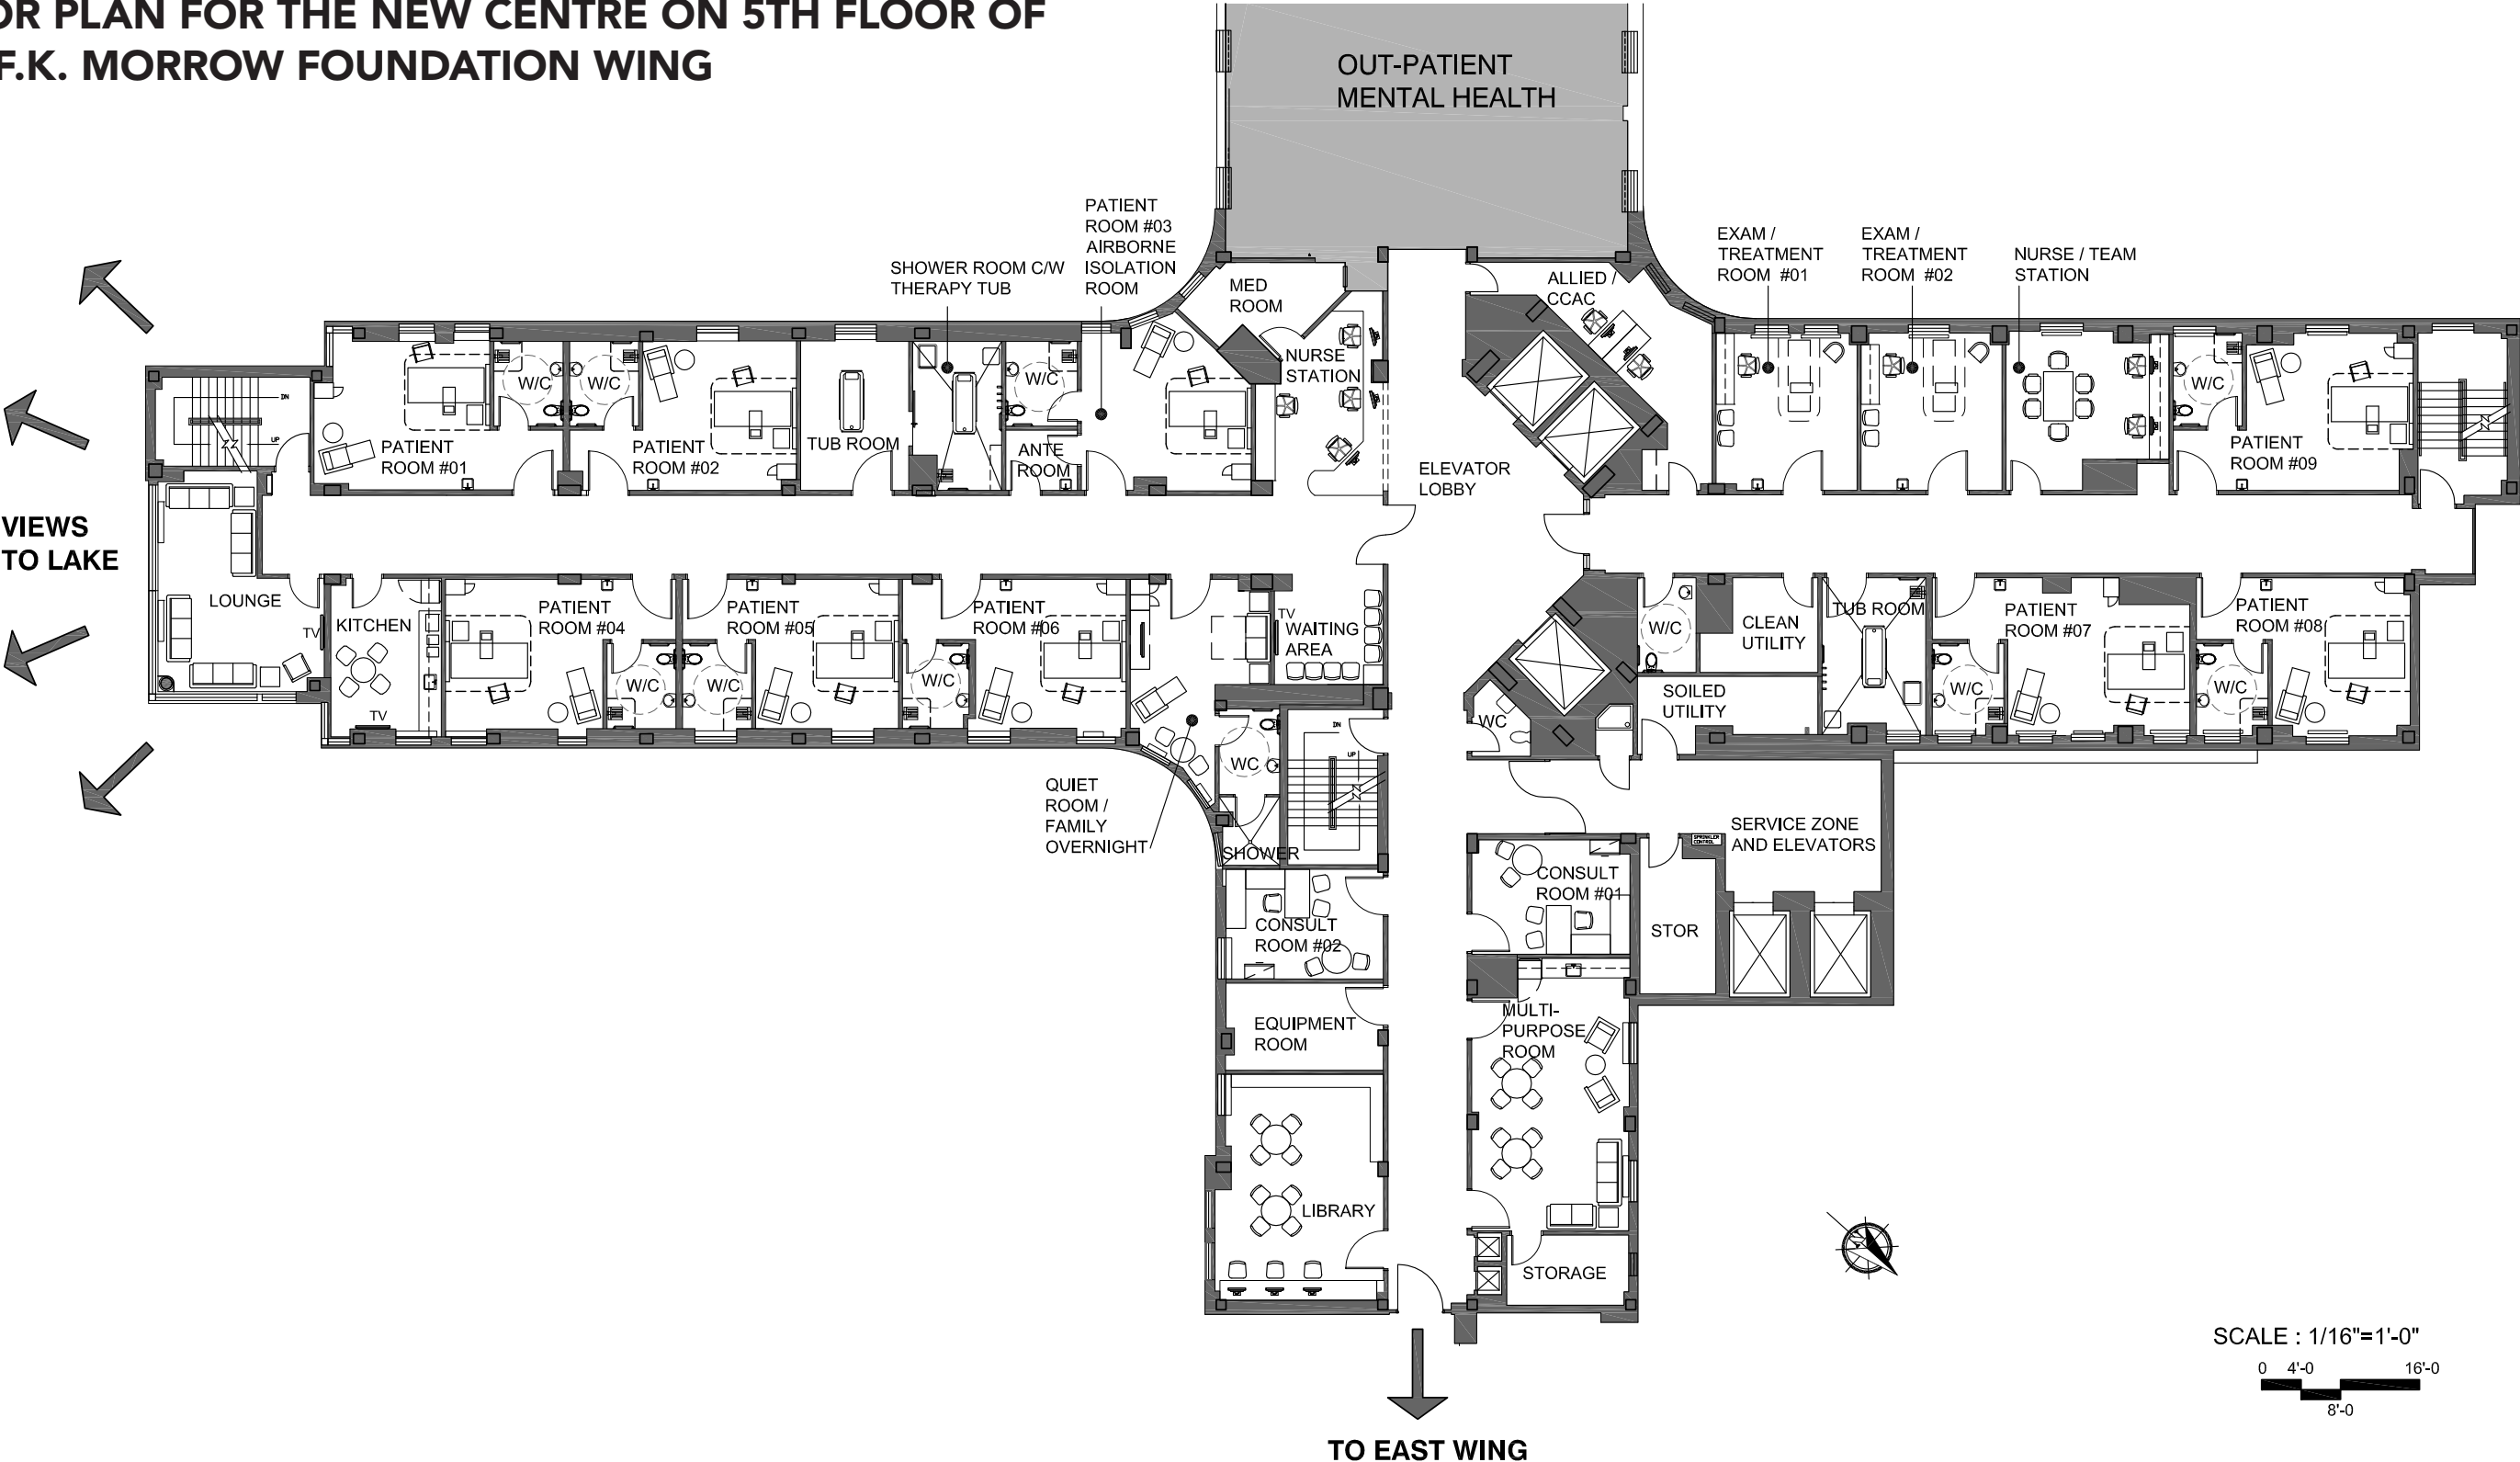 OR PLAN FOR THE NEW CENTRE ON 5TH FLOOR OF
F.K. MORROW FOUNDATION WING
OUT-PATIENT
MENTAL HEALTH
PATIENT
ROOM #03
AIRBORNE
ISOLATION
ROOM
SHOWER ROOM C/W
THERAPY TUB
MED
ROOM
ALLIED /
CCAC
EXAM /
TREATMENT
ROOM #01
EXAM /
TREATMENT
ROOM #02
NURSE / TEAM
STATION
DN
UP
PATIENT
ROOM #01
W/C
W/C
PATIENT
ROOM #02
TUB ROOM
W/C
ANTE
ROOM
NURSE
STATION
ELEVATOR
LOBBY
W/C
PATIENT
ROOM #09
VIEWS
TO LAKE
LOUNGE
TV
KITCHEN
TV
PATIENT
ROOM #04
W/C
PATIENT
ROOM #05
W/C
PATIENT
ROOM #06
W/C
TV
WAITING
AREA
W/C
CLEAN
UTILITY
TUB ROOM
PATIENT
ROOM #07
W/C
PATIENT
ROOM #08
W/C
SOILED
UTILITY
WC
QUIET
ROOM /
FAMILY
OVERNIGHT
WC
SHOWER
DN
UP
SERVICE ZONE
AND ELEVATORS
SPRINKLER
CONTROL
CONSULT
ROOM #01
CONSULT
ROOM #02
STOR
EQUIPMENT
ROOM
MULTI-
PURPOSE
ROOM
LIBRARY
STORAGE
SCALE : 1/16"=1'-0"
0 4'-0 16'-0
8'-0
TO EAST WING